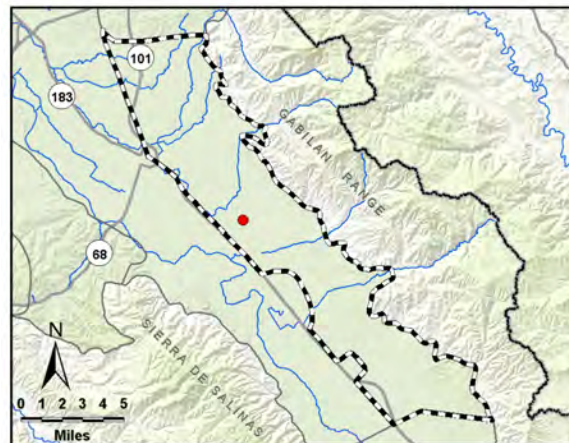 101
183
GABILAN RANGE
68
SIERRA DE SALINAS
N
0 1 2 3 4 5
Miles